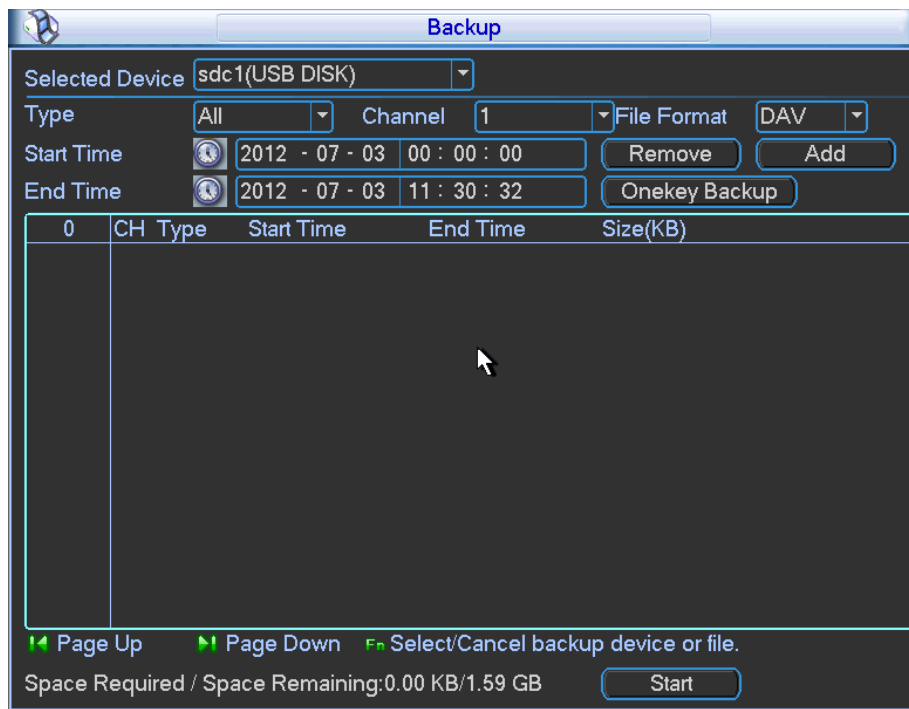 Backup
Selected Device sdc1(USB DISK)
Type All Channel 1 File Format DAV
Start Time 2012 - 07 - 03 00 : 00 : 00 Remove Add
End Time 2012 - 07 - 03 11 : 30 : 32 Onekey Backup
0 CH Type Start Time End Time Size(KB)
Page Up Page Down Fn Select/Cancel backup device or file.
Space Required / Space Remaining:0.00 KB/1.59 GB Start